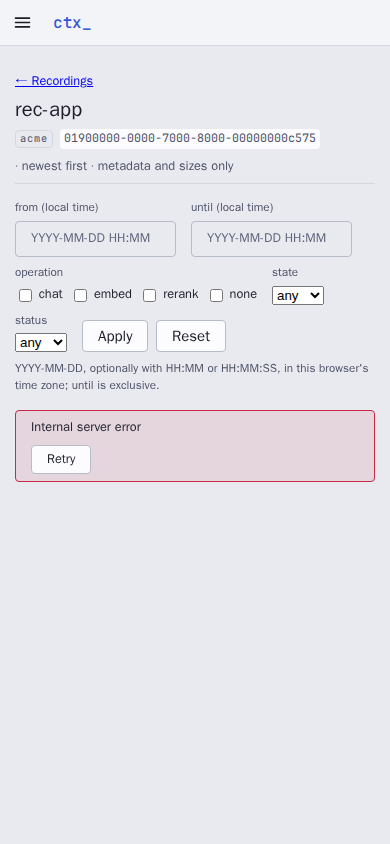 ctx_
← Recordings
rec-app
acme 01900000-0000-7000-8000-00000000c575
· newest first · metadata and sizes only
from (local time) until (local time)
YYYY-MM-DD HH:MM YYYY-MM-DD HH:MM
operation state
chat embed rerank none any
status
any Apply Reset
YYYY-MM-DD, optionally with HH:MM or HH:MM:SS, in this browser's
time zone; until is exclusive.
Internal server error
Retry